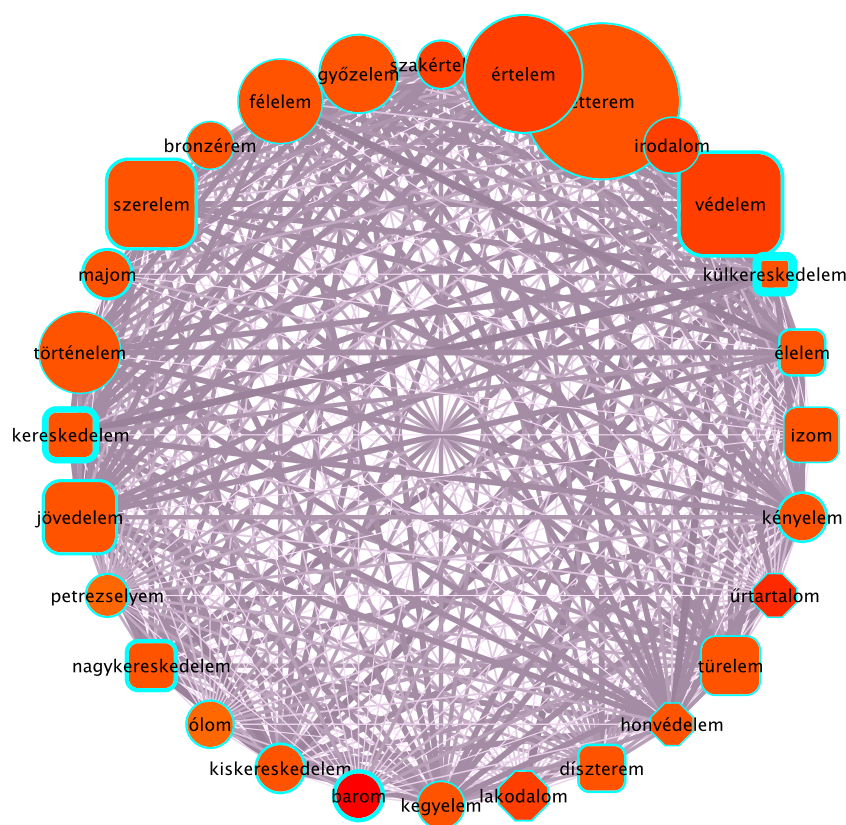 szakértel
győzelem
értelem
félelem
etterem
bronzérem
irodalom
szerelem
védelem
majom
külkereskedelem
történelem
élelem
kereskedelem
izom
jövedelem
kényelem
petrezselyem
űrtartalom
nagykereskedelem
türelem
ólom
honvédelem
kiskereskedelem
díszterem
barom
lakodalom
kegyelem